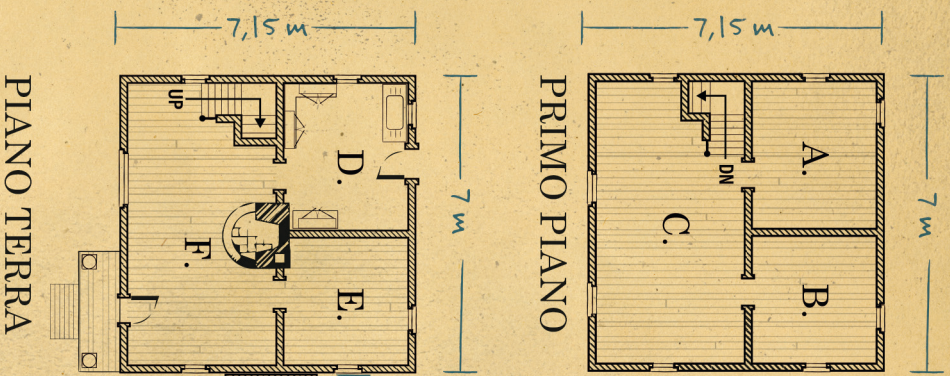 7,15 m
7,15 m
PIANO TERRA
UP
D.
F.
E.
7 m
PRIMO PIANO
DN
A.
C.
B.
7 m